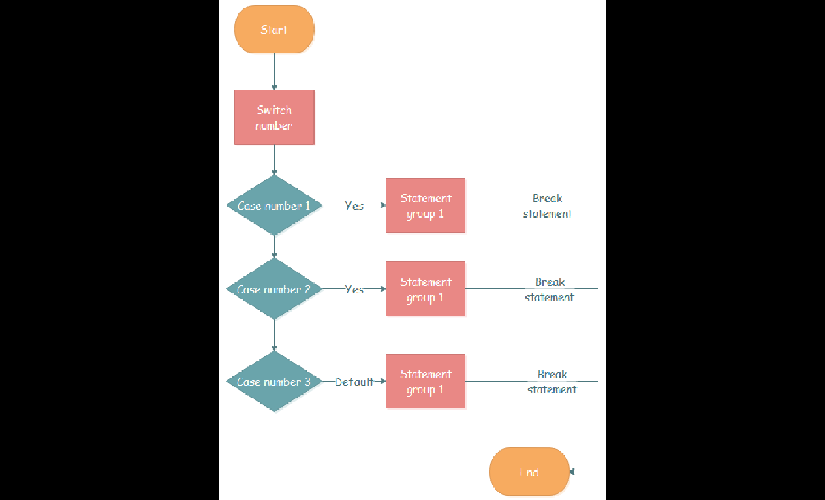 Start
Switch
number
Case number 1
Yes
Statement
group 1
Break
statement
Case number 2
Yes
Statement
group 1
Break
statement
Case number 3
Default
Statement
group 1
Break
statement
End